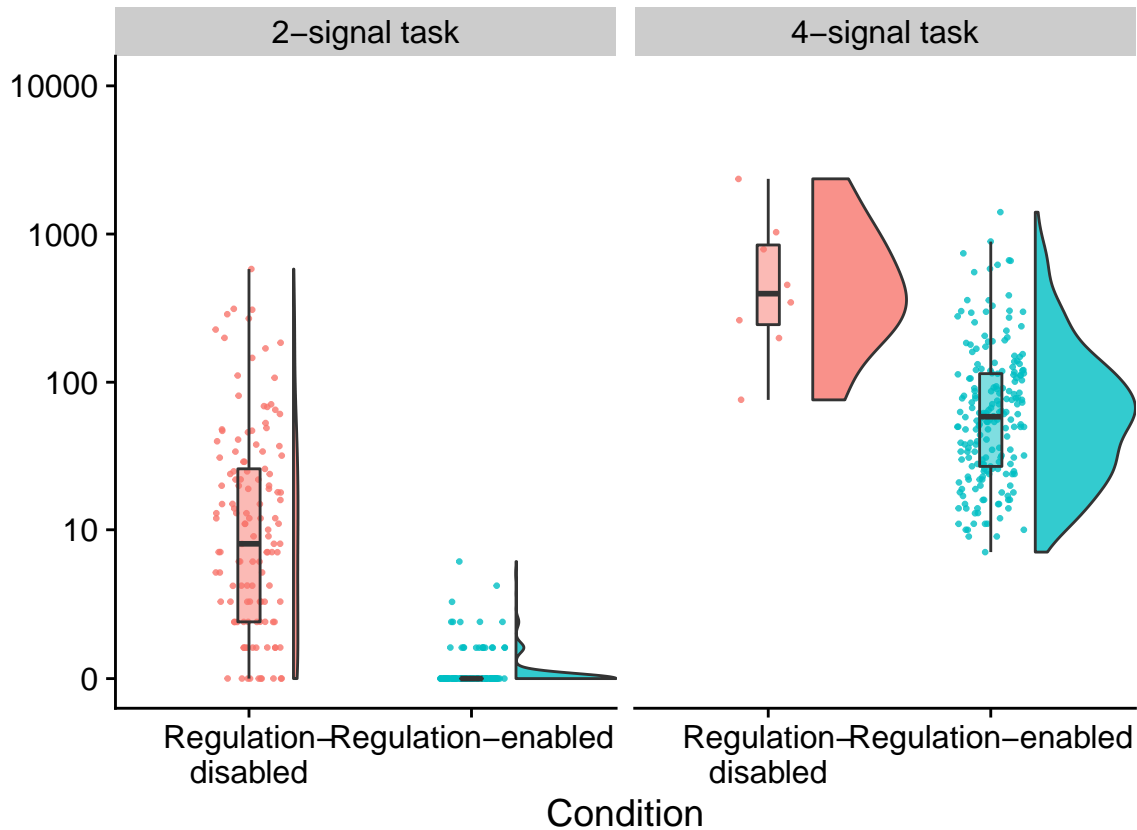 2−signal task
4−signal task
10000
1000
100
10
0
Regulation−
disabled
Regulation−enabled
Regulation−
disabled
Regulation−enabled
Condition